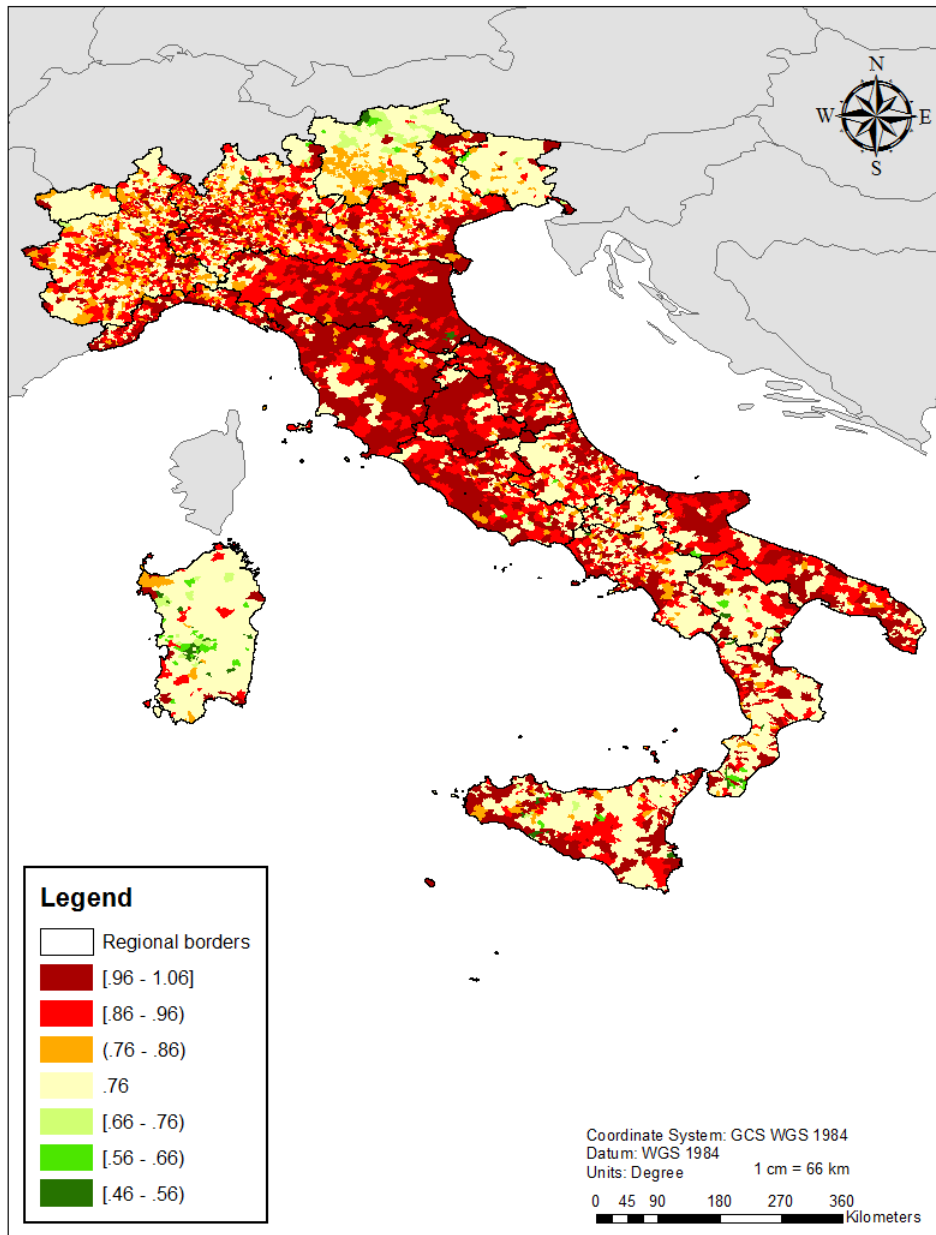 N
W E
S
Legend
Regional borders
[.96 - 1.06]
[.86 - .96)
(.76 - .86)
.76
[.66 - .76)
[.56 - .66)
[.46 - .56)
Coordinate System: GCS WGS 1984
Datum: WGS 1984
Units: Degree 1 cm = 66 km
0 45 90 180 270 360
Kilometers